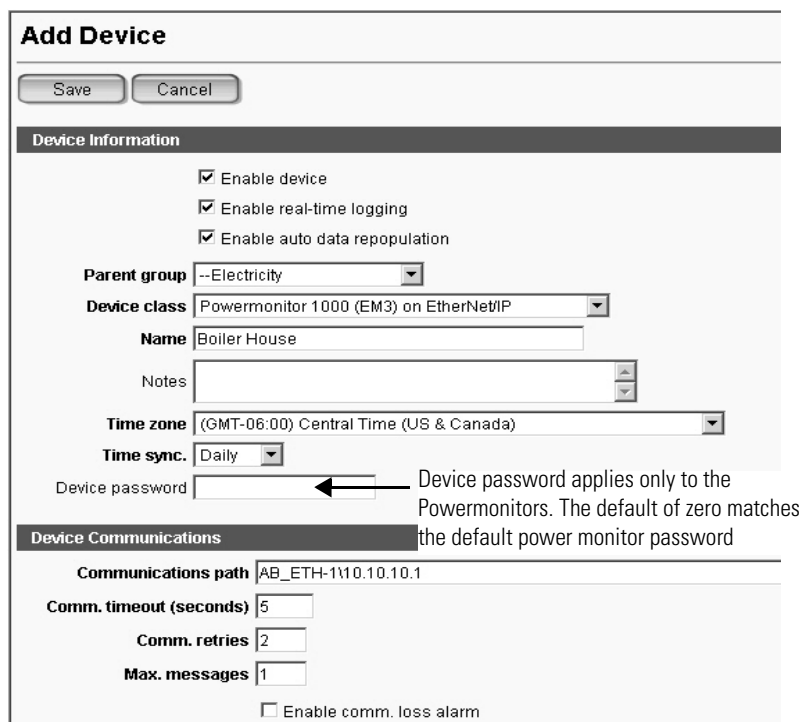 Add Device
Save Cancel
Device Information
Enable device
Enable real-time logging
Enable auto data repopulation
Parent group --Electricity
Device class Powermonitor 1000 (EM3) on EtherNet/IP
Name Boiler House
Notes
Time zone (GMT-06:00) Central Time (US & Canada)
Time sync. Daily
Device password
Device password applies only to the
Powermonitors. The default of zero matches
the default power monitor password
Device Communications
Communications path AB_ETH-1\10.10.10.1
Comm. timeout (seconds) 5
Comm. retries 2
Max. messages 1
Enable comm. loss alarm